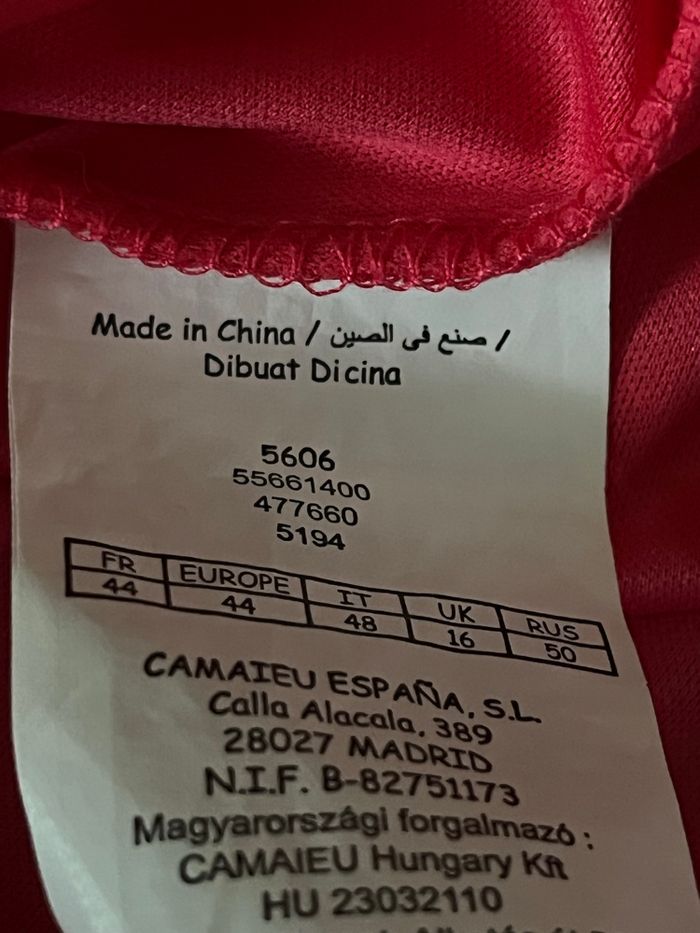 Made in China / صنع في الصين /
Dibuat Di cina
5606
55661400
477660
5194
FR EUROPE IT UK RUS
44 44 48 16 50
CAMAIEU ESPAÑA, S.L.
Calla Alacala, 389
28027 MADRID
N.I.F. B-82751173
Magyarországi forgalmazó :
CAMAIEU Hungary Kft
HU 23032110